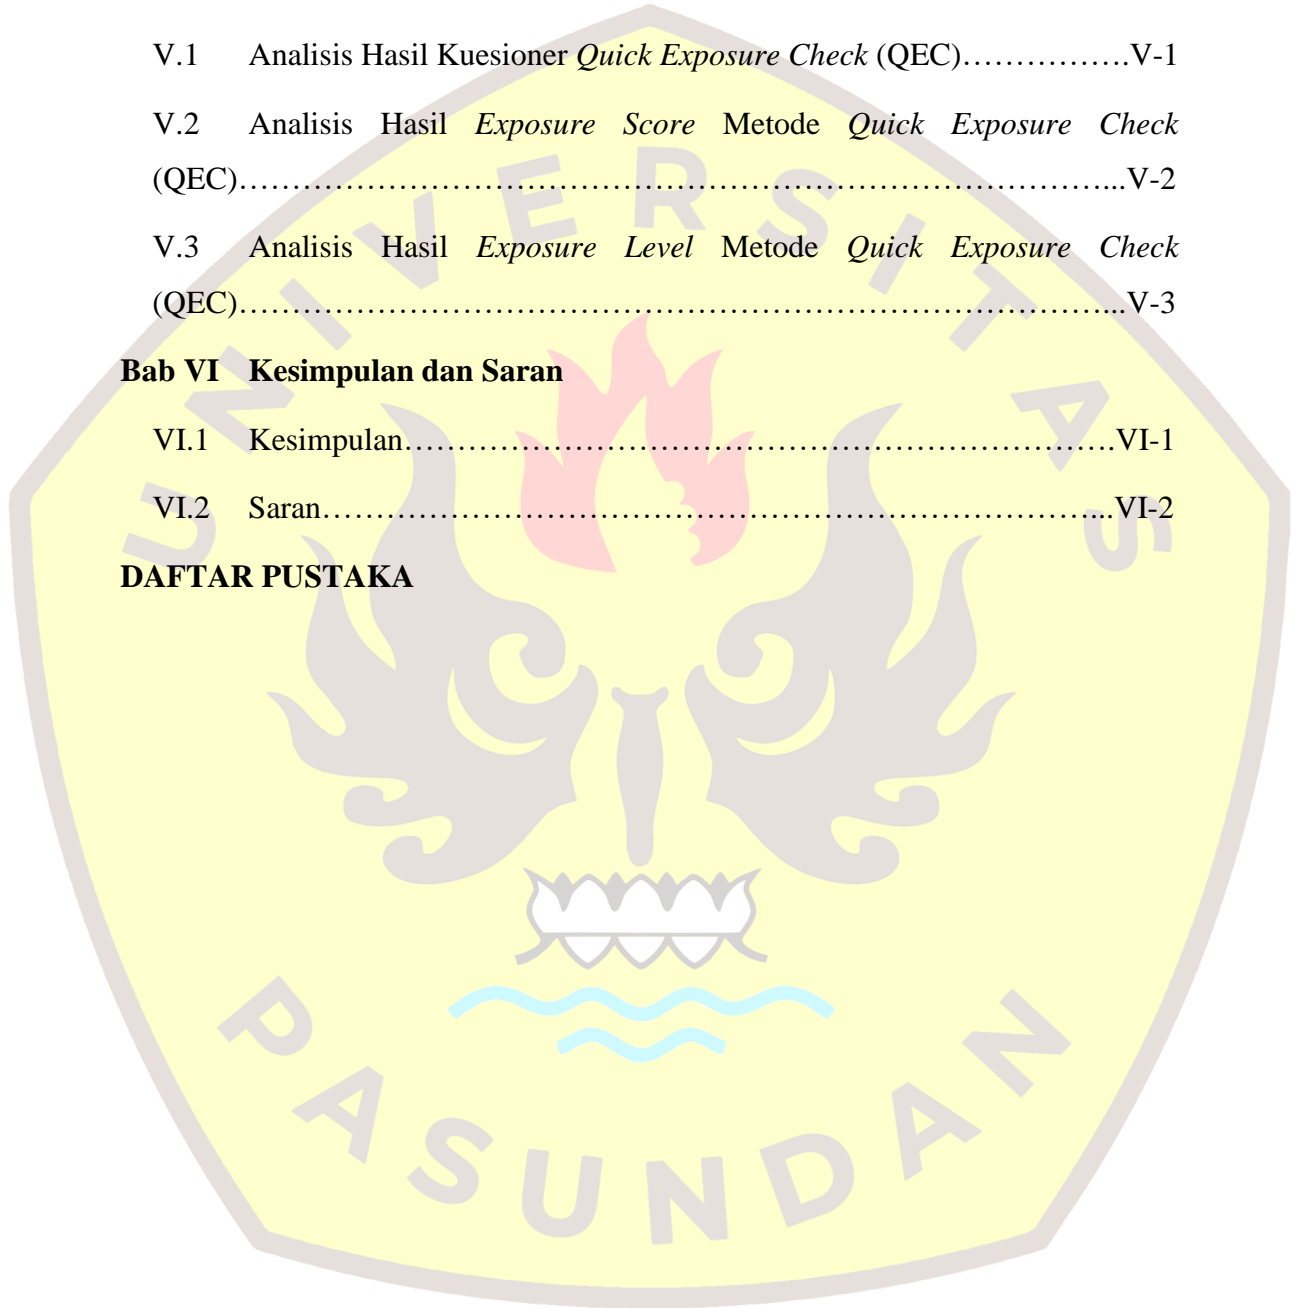 V.1 Analisis Hasil Kuesioner Quick Exposure Check (QEC)…………….V-1
V.2 Analisis Hasil Exposure Score Metode Quick Exposure Check
(QEC)…………………………………………………………………………...V-2
V.3 Analisis Hasil Exposure Level Metode Quick Exposure Check
(QEC)…………………………………………………………………………...V-3
Bab VI Kesimpulan dan Saran
VI.1 Kesimpulan………………………………………………………….VI-1
VI.2 Saran………………………………………………………………..VI-2
DAFTAR PUSTAKA
UNIVERSITAS
PASUNDAN